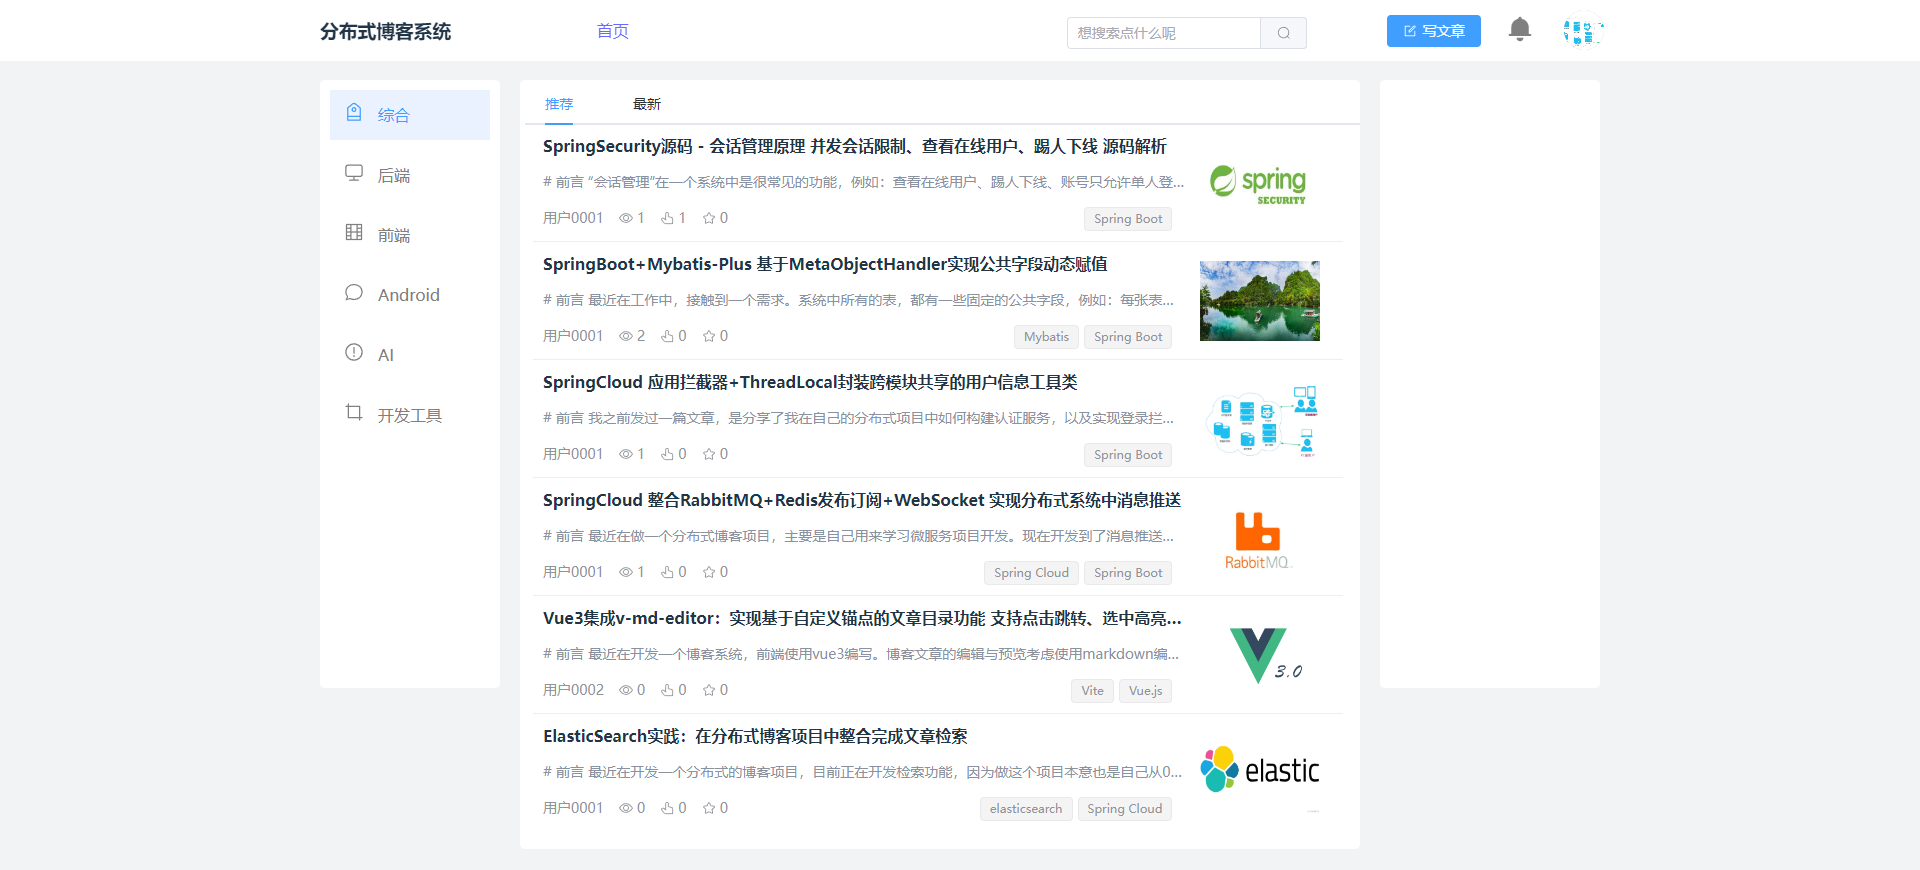 分布式博客系统
首页
想搜索点什么呢
写文章
综合
后端
前端
Android
AI
开发工具
推荐 最新
SpringSecurity源码 - 会话管理原理 并发会话限制、查看在线用户、踢人下线 源码解析
# 前言 “会话管理”在一个系统中是很常见的功能，例如：查看在线用户、踢人下线、账号只允许单人登...
用户0001 1 1 0 Spring Boot
spring
SECURITY
SpringBoot+Mybatis-Plus 基于MetaObjectHandler实现公共字段动态赋值
# 前言 最近在工作中，接触到一个需求。系统中所有的表，都有一些固定的公共字段，例如：每张表...
用户0001 2 0 0 Mybatis Spring Boot
SpringCloud 应用拦截器+ThreadLocal封装跨模块共享的用户信息工具类
# 前言 我之前发过一篇文章，是分享了我在自己的分布式项目中如何构建认证服务，以及实现登录拦...
用户0001 1 0 0 Spring Boot
SpringCloud 整合RabbitMQ+Redis发布订阅+WebSocket 实现分布式系统中消息推送
# 前言 最近在做一个分布式博客项目，主要是自己用来学习微服务项目开发。现在开发到了消息推送...
用户0001 1 0 0 Spring Cloud Spring Boot
RabbitMQ
Vue3集成v-md-editor：实现基于自定义锚点的文章目录功能 支持点击跳转、选中高亮...
# 前言 最近在开发一个博客系统，前端使用vue3编写。博客文章的编辑与预览考虑使用markdown编...
用户0002 0 0 0 Vite Vue.js
3.0
ElasticSearch实践：在分布式博客项目中整合完成文章检索
# 前言 最近在开发一个分布式的博客项目，目前正在开发检索功能，因为做这个项目本意也是自己从0...
用户0001 0 0 0 elasticsearch Spring Cloud
elastic